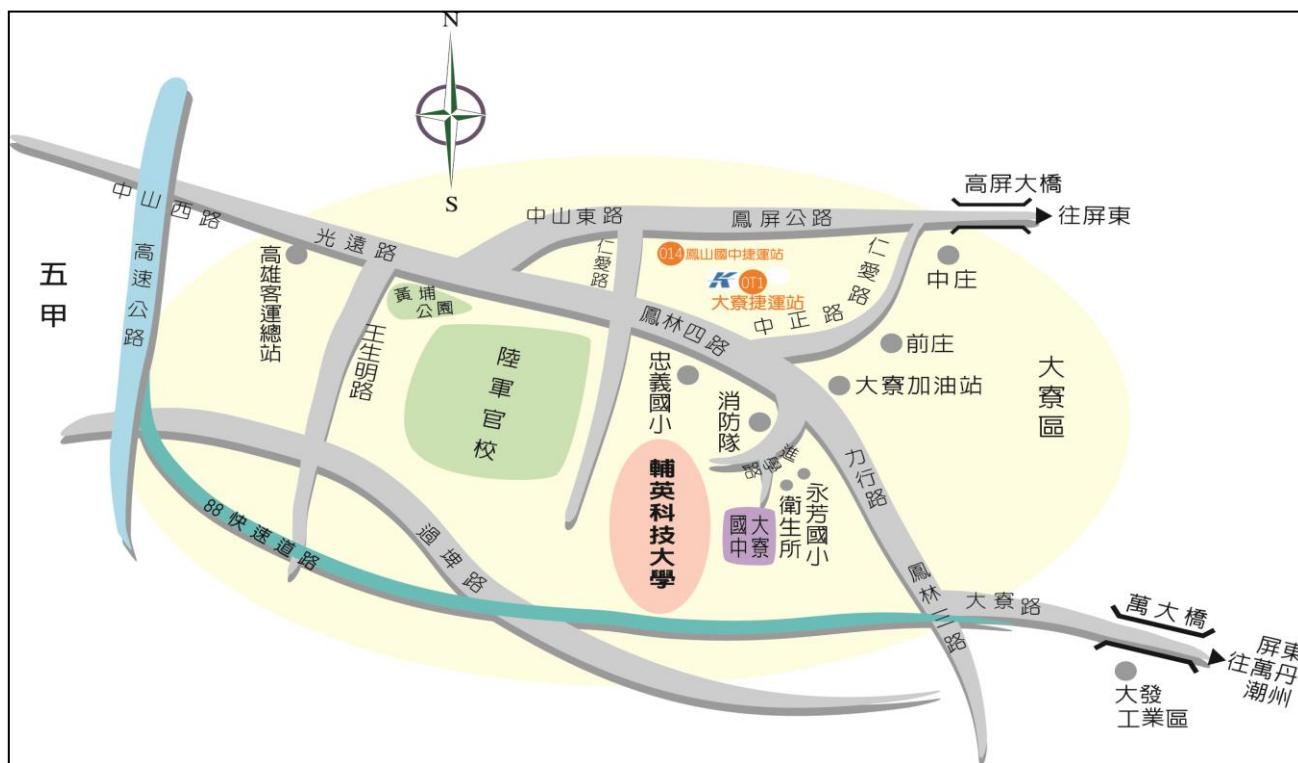 N
S
高屏大橋
往屏東
中山西路
光遠路
中山東路
鳳屏公路
仁愛路
014 鳳山國中捷運站
K OT1
大寮捷運站
仁愛路
中正路
中庄
五甲
高速公路
高雄客運總站
黃埔
公園
王生明路
陸軍官校
鳳林四路
忠義國小
消防隊
前庄
大寮加油站
大寮區
進學路
輔英科技大學
大寮
國中
衛生所
永芳國小
力行路
88快速道路
過埤路
鳳林三路
大寮路
萬大橋
屏東
往萬丹
潮州
大發
工業區